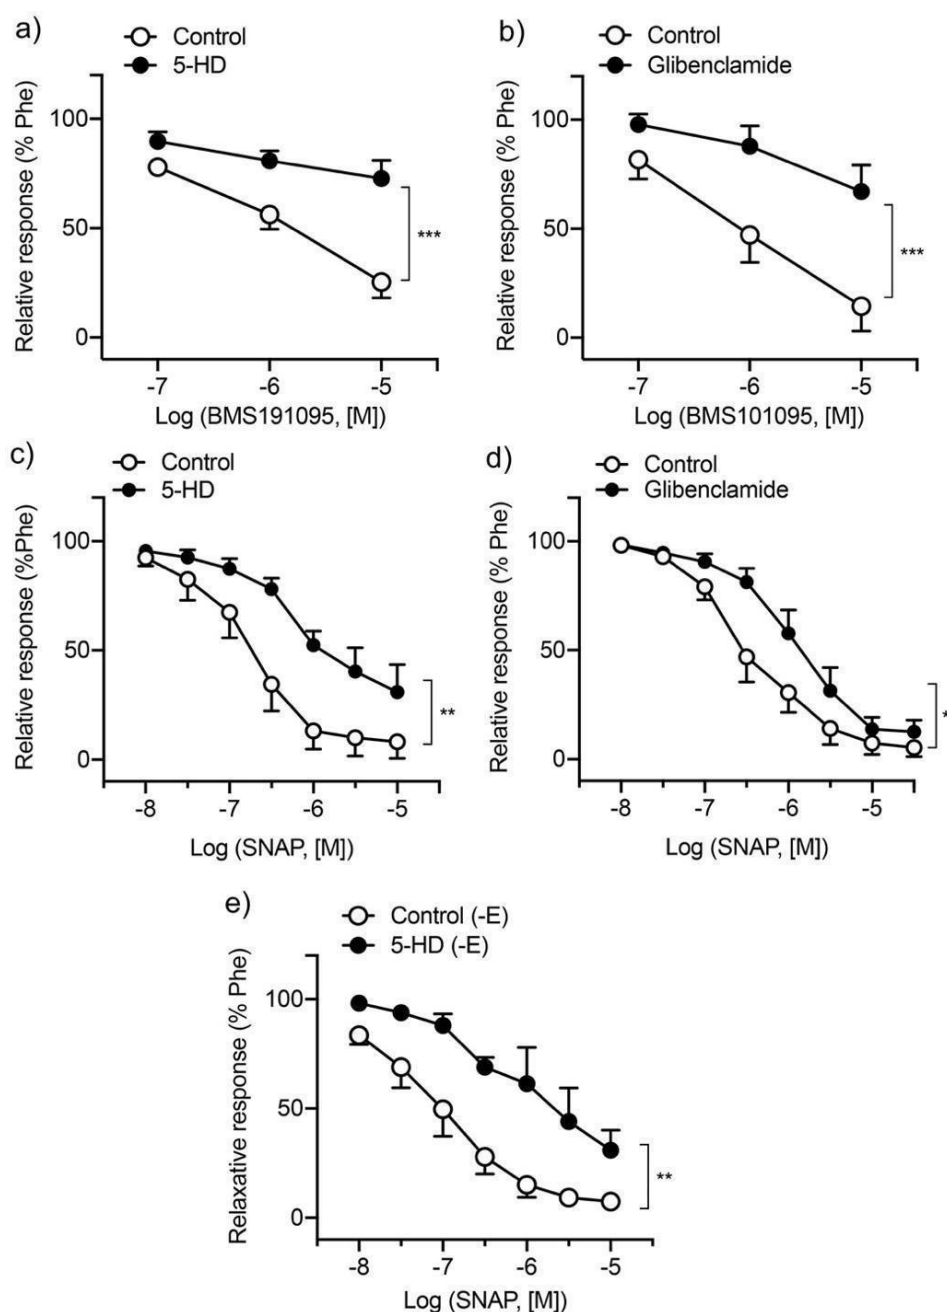 a)
Control
5-HD
Relative response (% Phe)
100
50
0
***
-7
-6
-5
Log (BMS191095, [M])
b)
Control
Glibenclamide
Relative response (% Phe)
100
50
0
***
-7
-6
-5
Log (BMS101095, [M])
c)
Control
5-HD
Relative response (%Phe)
100
50
0
**
-8
-7
-6
-5
Log (SNAP, [M])
d)
Control
Glibenclamide
Relative response (% Phe)
100
50
0
*
-8
-7
-6
-5
Log (SNAP, [M])
e)
Control (-E)
5-HD (-E)
Relaxative response (% Phe)
100
50
0
**
-8
-7
-6
-5
Log (SNAP, [M])